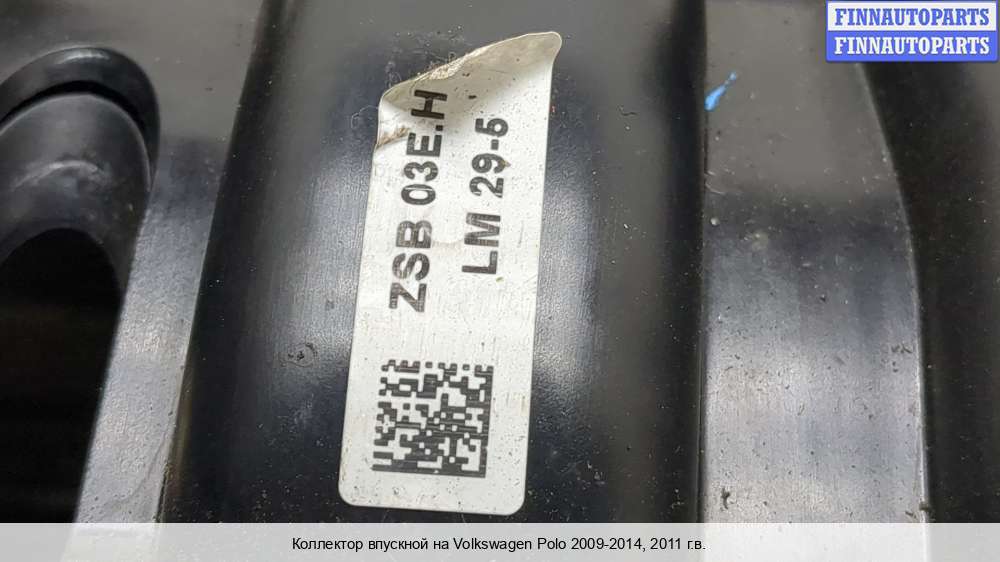 FINNAUTOPARTS
FINNAUTOPARTS
ZSB 03E.H
LM 29-5
Коллектор впускной на Volkswagen Polo 2009-2014, 2011 г.в.